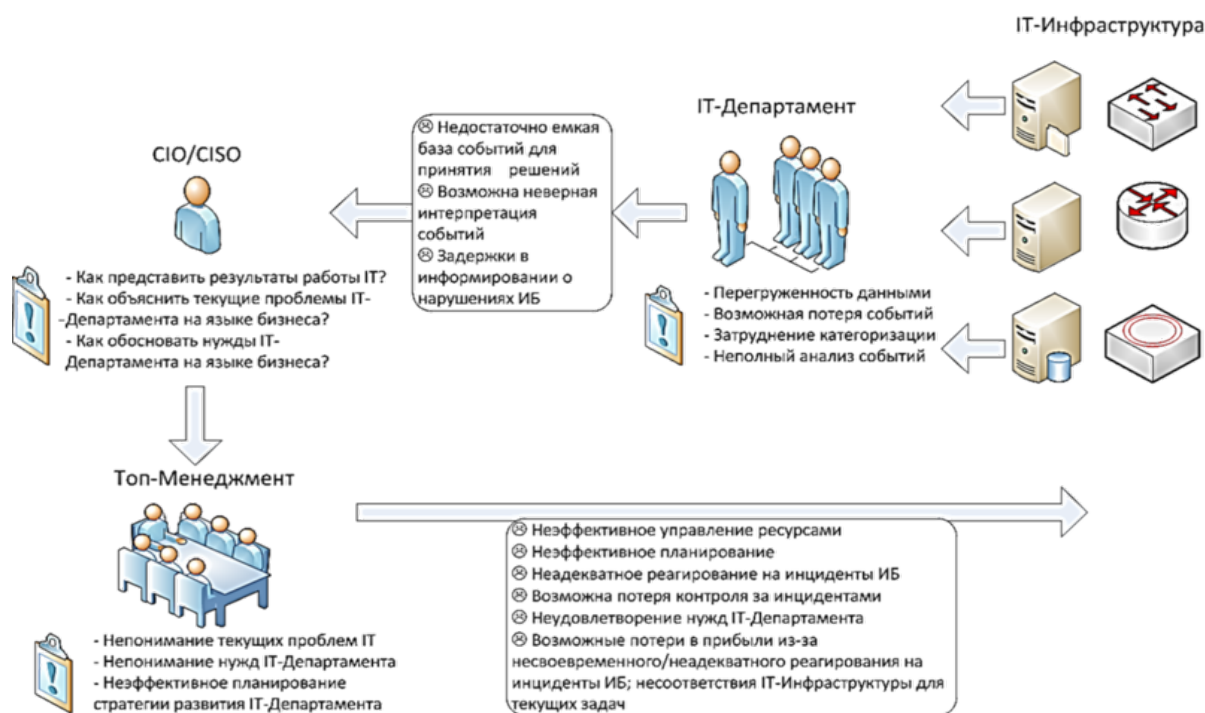 IT-Инфраструктура
IT-Департамент
CIO/CISO
☹ Недостаточно емкая
база событий для
принятия решений
☹ Возможна неверная
интерпретация
событий
☹ Задержки в
информировании о
нарушениях ИБ
- Перегруженность данными
- Возможная потеря событий
- Затруднение категоризации
- Неполный анализ событий
- Как представить результаты работы IT?
- Как объяснить текущие проблемы IT-
-Департамента на языке бизнеса?
- Как обосновать нужды IT-
Департамента на языке бизнеса?
Топ-Менеджмент
☹ Неэффективное управление ресурсами
☹ Неэффективное планирование
☹ Неадекватное реагирование на инциденты ИБ
☹ Возможна потеря контроля за инцидентами
☹ Неудовлетворение нужд IT-Департамента
☹ Возможные потери в прибыли из-за
несвоевременного/неадекватного реагирования на
инциденты ИБ; несоответствия IT-Инфраструктуры для
текущих задач
- Непонимание текущих проблем IT
- Непонимание нужд IT-Департамента
- Неэффективное планирование
стратегии развития IT-Департамента